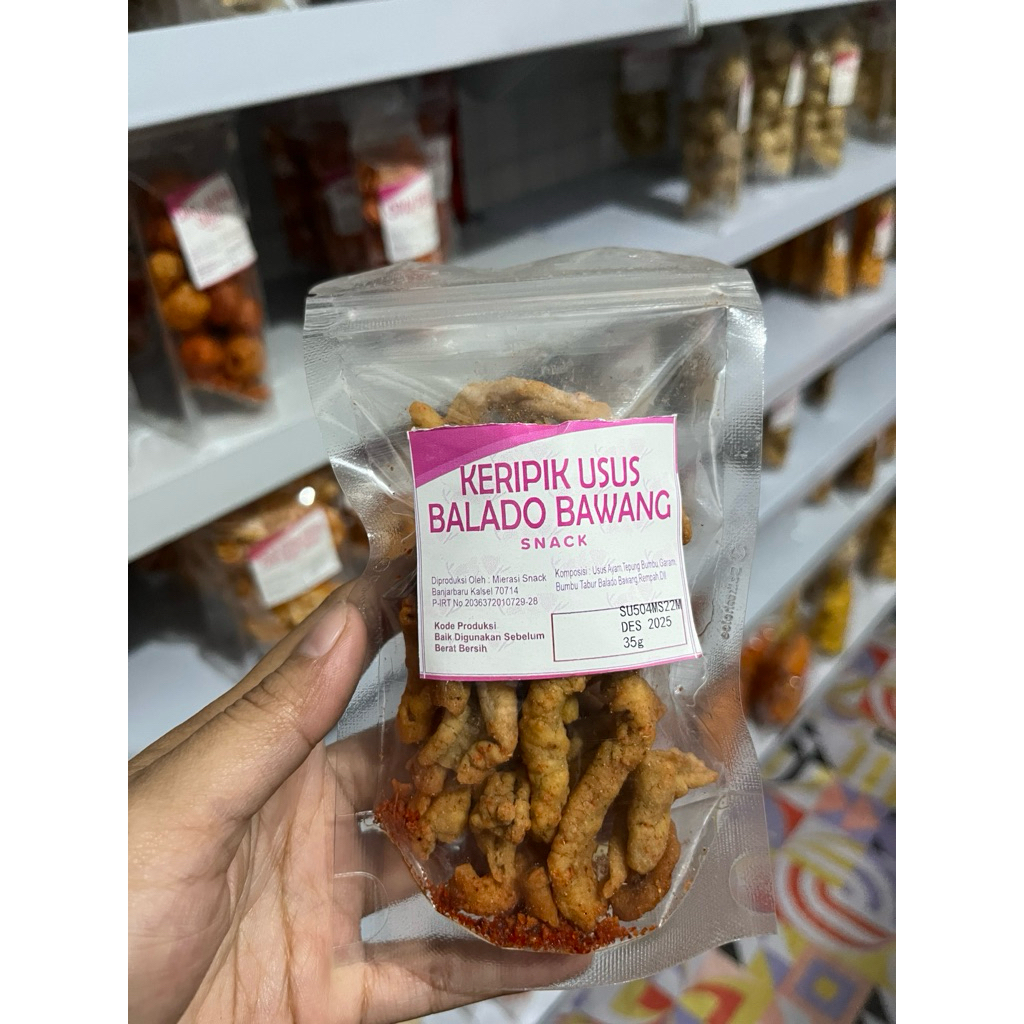 KERIPIK USUS
BALADO BAWANG
SNACK
Diproduksi Oleh : Mierasi Snack
Banjarbaru Kalsel 70714
P-IRT No.2036372010729-28
Komposisi : Usus Ayam,Tepung Bumbu,Garam,
Bumbu Tabur Balado Bawang,Rempah,Dll
Kode Produksi
Baik Digunakan Sebelum
Berat Bersih
SU504MS22M
DES 2025
35g